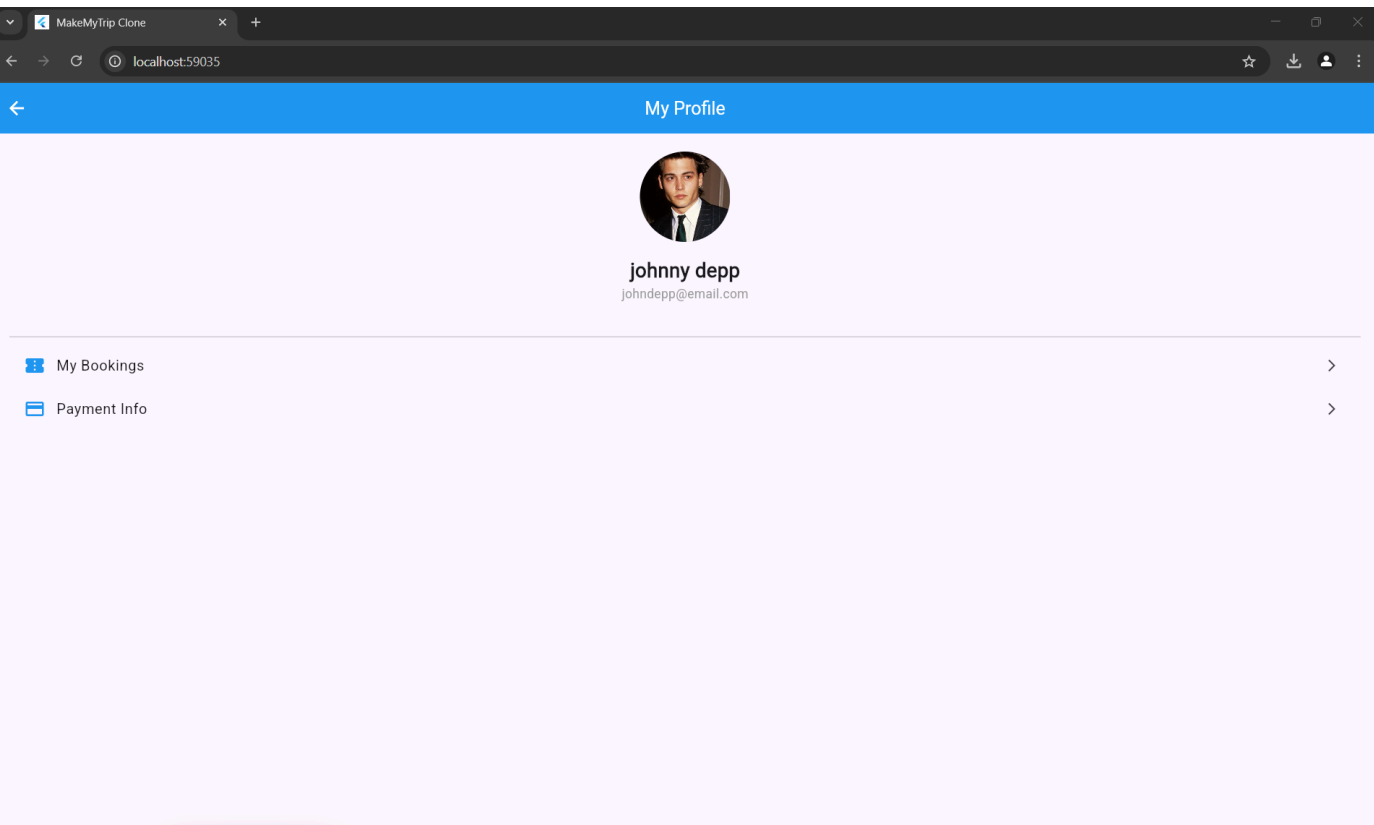 MakeMyTrip Clone
localhost:59035
My Profile
johnny depp
johndepp@email.com
My Bookings
Payment Info